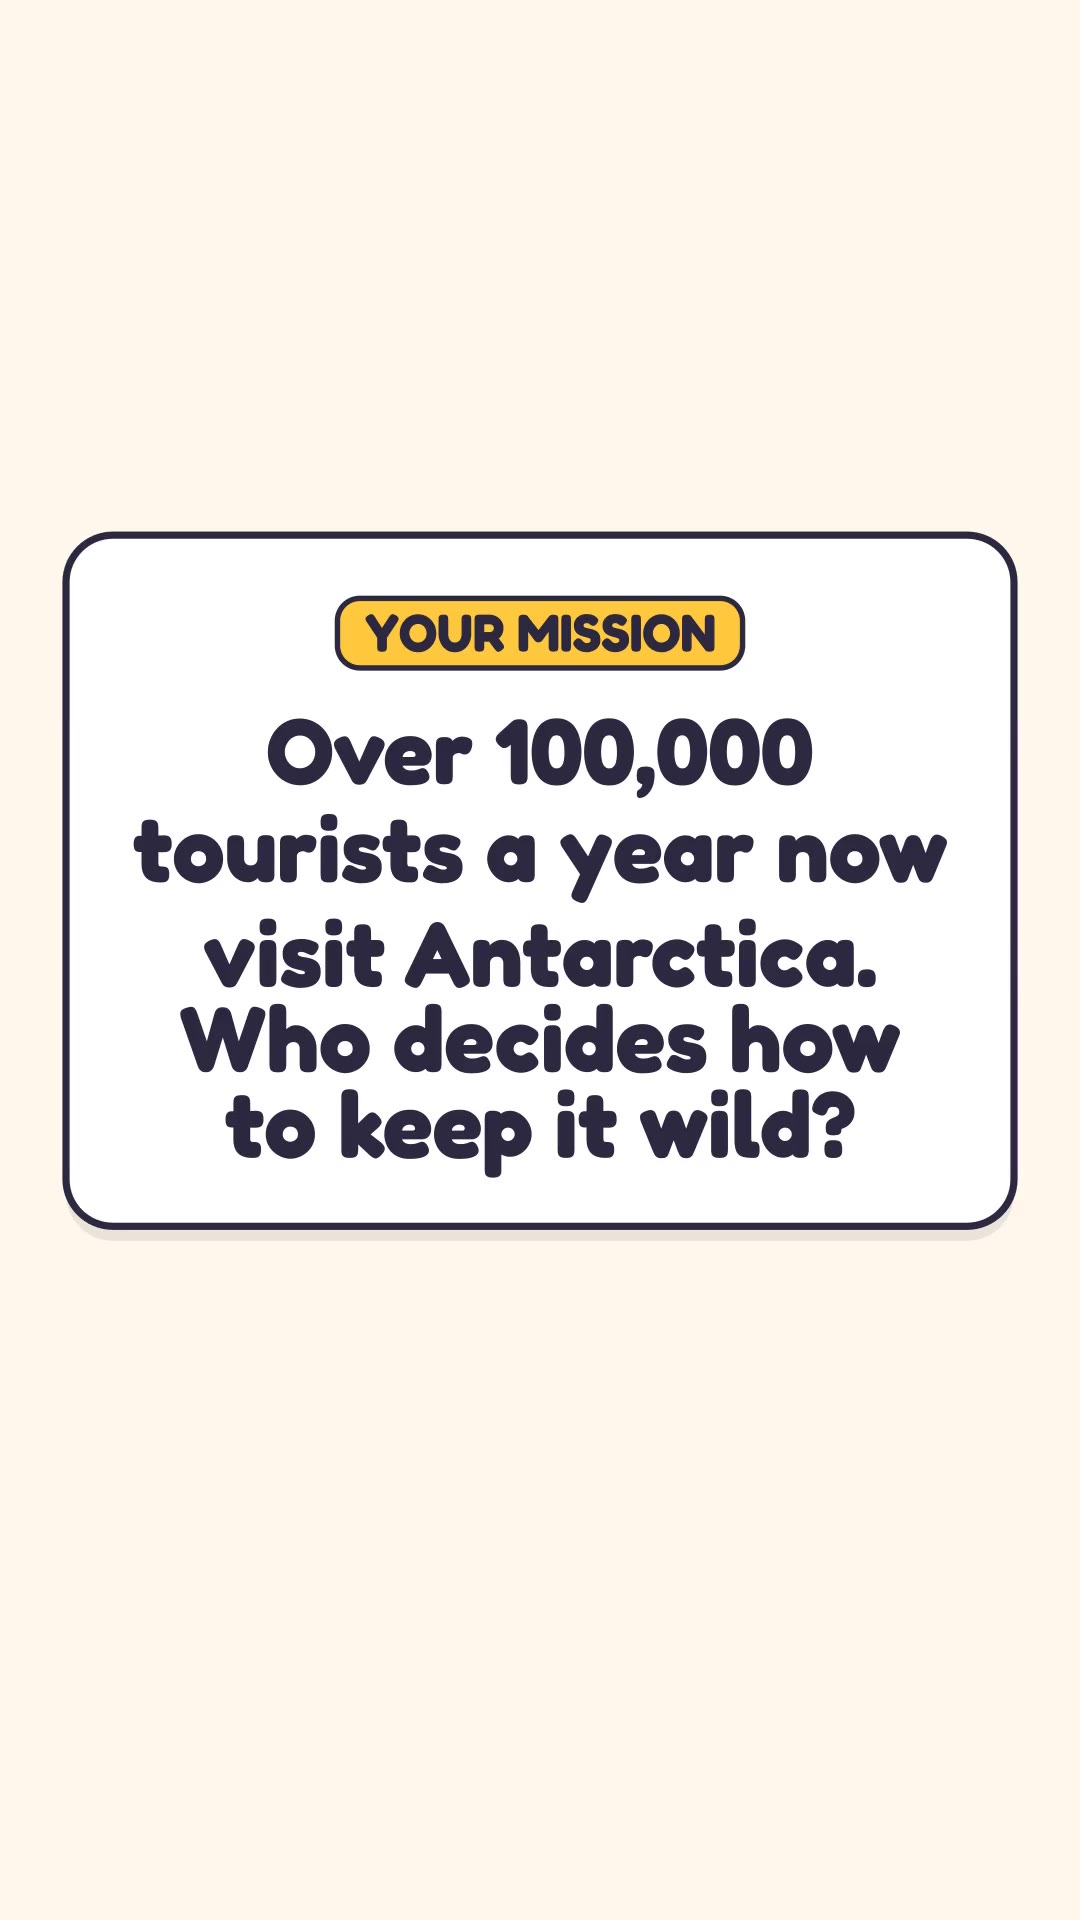 YOUR MISSION
Over 100,000
tourists a year now
visit Antarctica.
Who decides how
to keep it wild?